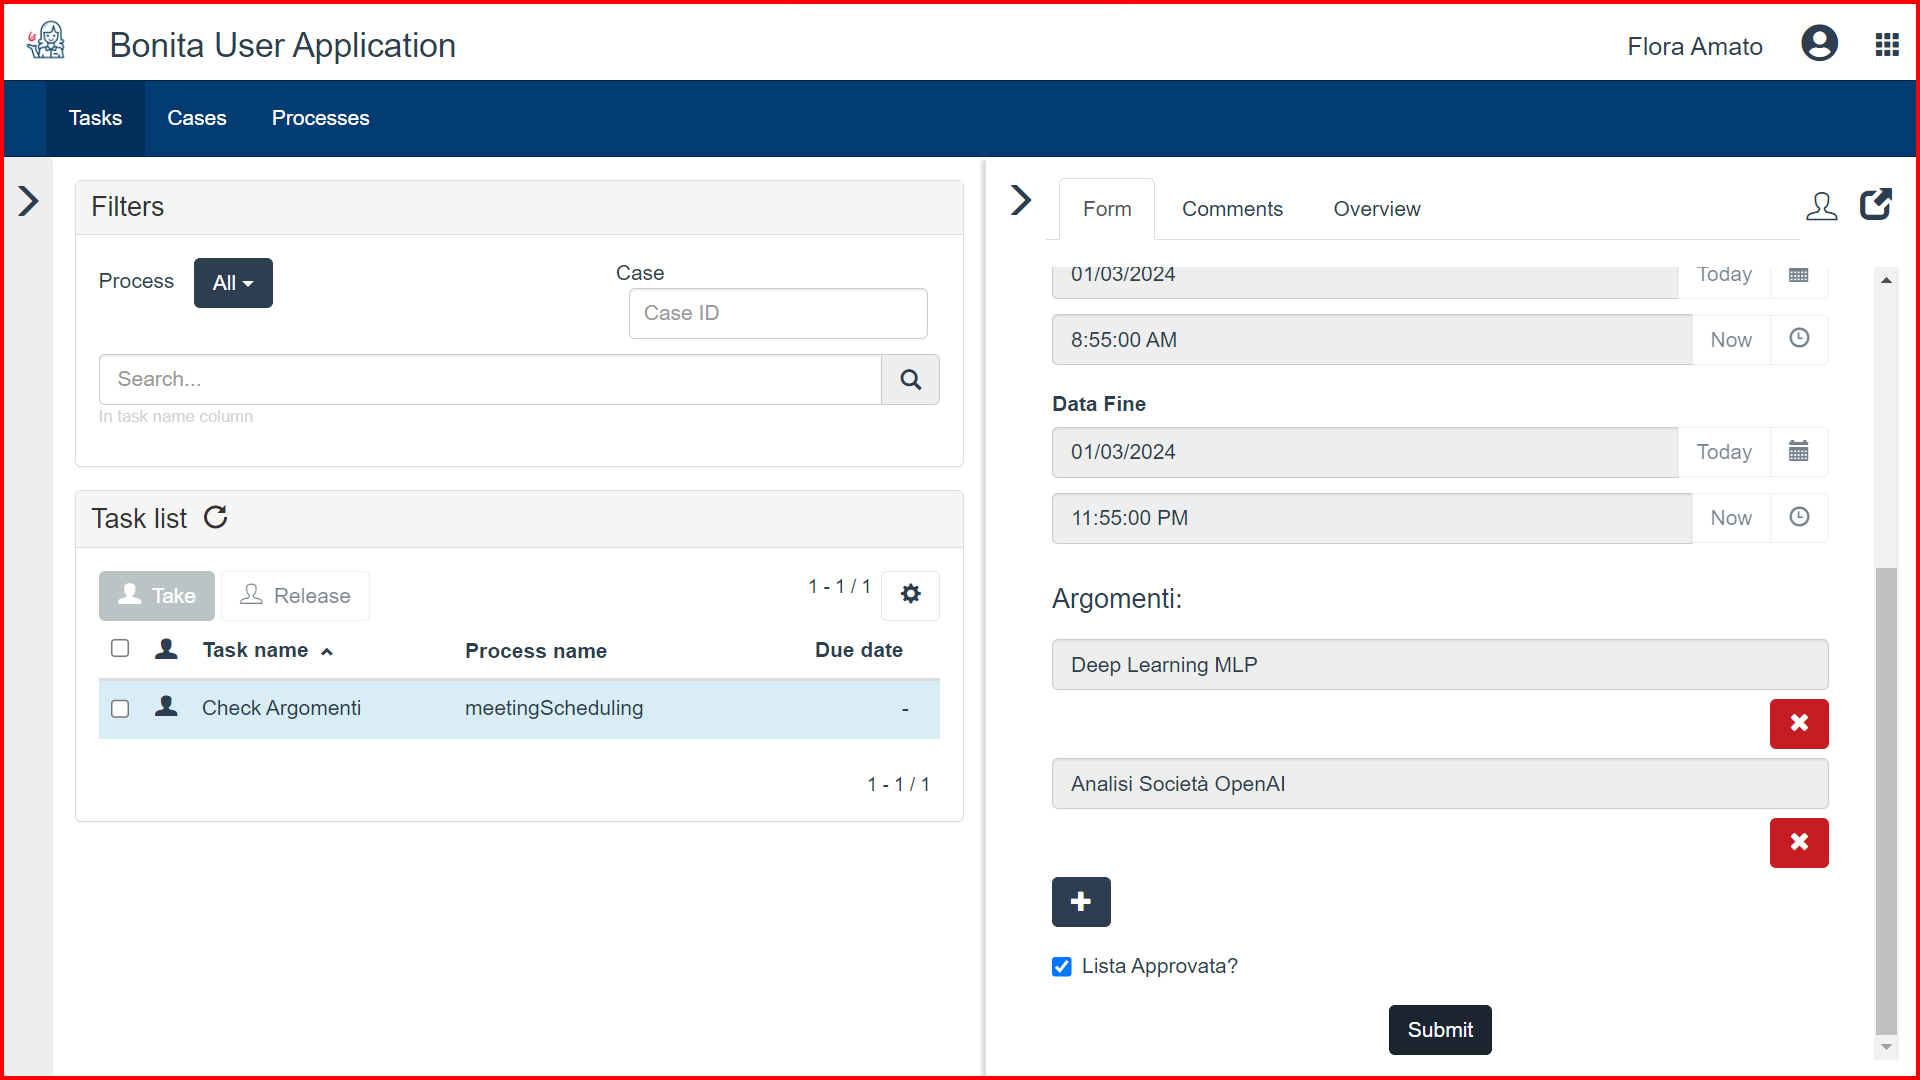 Bonita User Application
Flora Amato
Tasks Cases Processes
Filters
Process All
Case
Case ID
Search...
In task name column
Task list
Take Release
1 - 1 / 1
Task name Process name Due date
Check Argomenti meetingScheduling -
1 - 1 / 1
Form Comments Overview
01/03/2024 Today
8:55:00 AM Now
Data Fine
01/03/2024 Today
11:55:00 PM Now
Argomenti:
Deep Learning MLP
Analisi Società OpenAI
Lista Approvata?
Submit